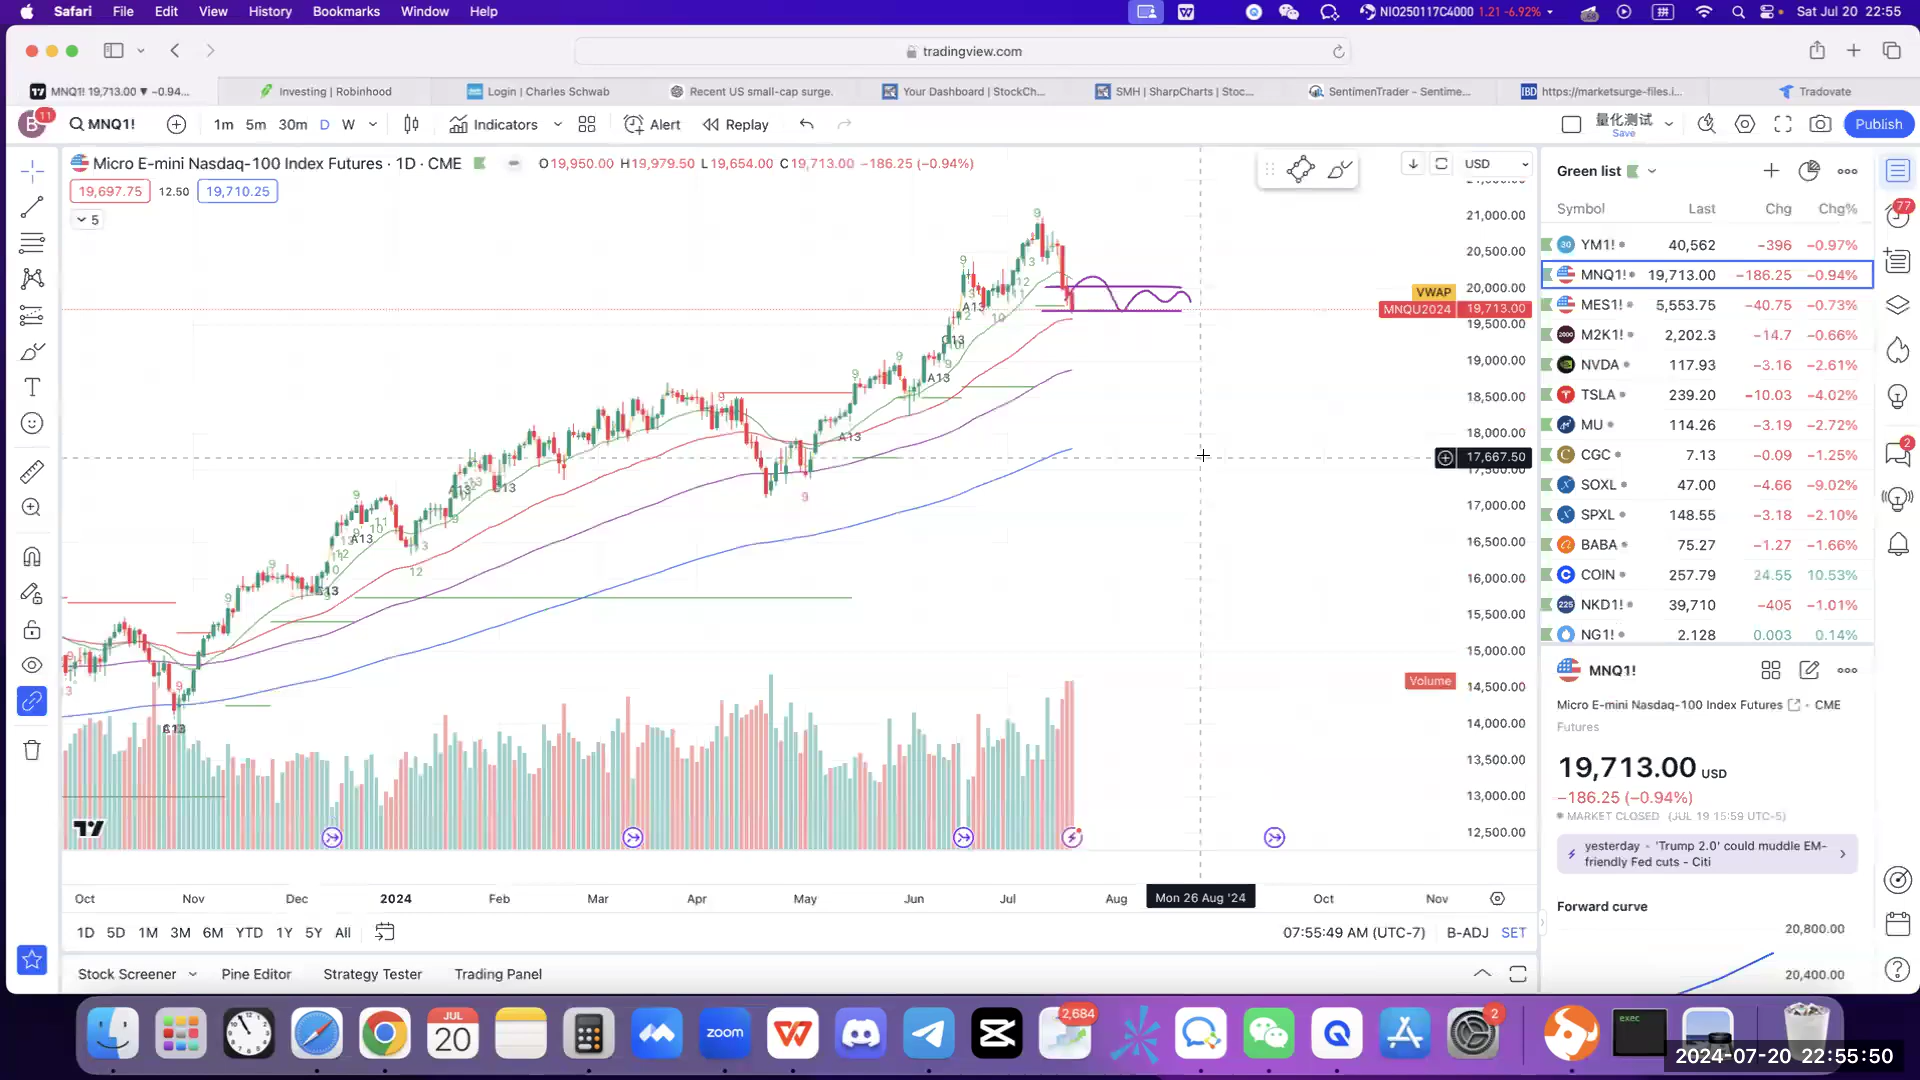 Safari File Edit View History Bookmarks Window Help NIO250117C4000 1.21 -6.92% Sat Jul 20 22:55
tradingview.com
MNQ1! 19,713.00 ▼ −0.94... Investing | Robinhood Login | Charles Schwab Recent US small-cap surge. Your Dashboard | StockCh... SMH | SharpCharts | Stoc... SentimenTrader - Sentime... IBD https://marketsurge-files.i... Tradovate
B 11 MNQ1! 1m 5m 30m D W Indicators Alert Replay 量化测试 Save Publish
Micro E-mini Nasdaq-100 Index Futures · 1D · CME O19,950.00 H19,979.50 L19,654.00 C19,713.00 −186.25 (−0.94%) USD
19,697.75 12.50 19,710.25
5
21,000.00
20,500.00
20,000.00
VWAP
MNQU2024 19,713.00
19,500.00
19,000.00
18,500.00
18,000.00
17,667.50
17,000.00
16,500.00
16,000.00
15,500.00
15,000.00
Volume
14,500.00
14,000.00
13,500.00
13,000.00
12,500.00
Oct Nov Dec 2024 Feb Mar Apr May Jun Jul Aug Mon 26 Aug '24 Oct Nov
1D 5D 1M 3M 6M YTD 1Y 5Y All 07:55:49 AM (UTC-7) B-ADJ SET
Stock Screener Pine Editor Strategy Tester Trading Panel
Green list
Symbol Last Chg Chg%
YM1! 40,562 −396 −0.97%
MNQ1! 19,713.00 −186.25 −0.94%
MES1! 5,553.75 −40.75 −0.73%
M2K1! 2,202.3 −14.7 −0.66%
NVDA 117.93 −3.16 −2.61%
TSLA 239.20 −10.03 −4.02%
MU 114.26 −3.19 −2.72%
CGC 7.13 −0.09 −1.25%
SOXL 47.00 −4.66 −9.02%
SPXL 148.55 −3.18 −2.10%
BABA 75.27 −1.27 −1.66%
COIN 257.79 24.55 10.53%
NKD1! 39,710 −405 −1.01%
NG1! 2.128 0.003 0.14%
MNQ1!
Micro E-mini Nasdaq-100 Index Futures · CME
Futures
19,713.00 USD
−186.25 (−0.94%)
MARKET CLOSED (JUL 19 15:59 UTC-5)
yesterday · 'Trump 2.0' could muddle EM-
friendly Fed cuts - Citi
Forward curve
20,800.00
20,400.00
77
2
JUL
20
zoom
2,684
2
exec
2024-07-20 22:55:50